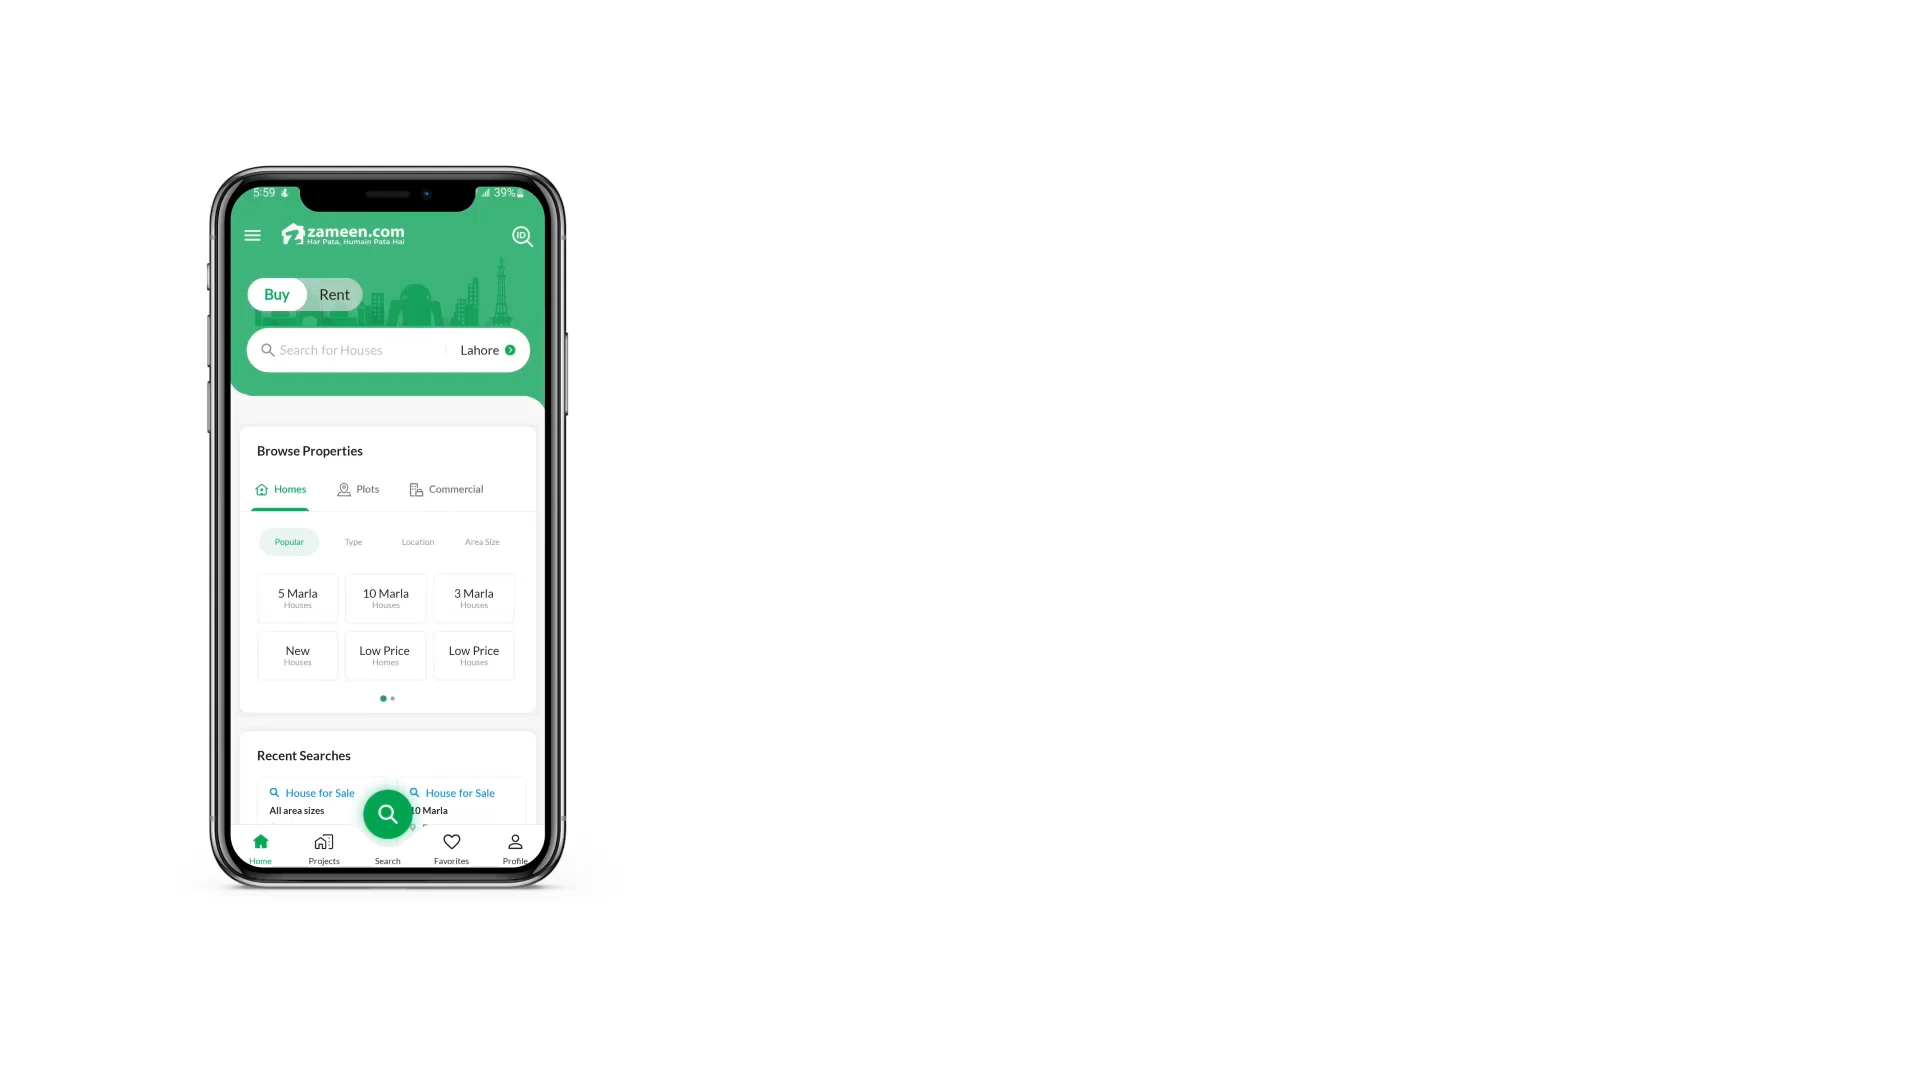 5:59 39%
zameen.com
Har Pata, Humain Pata Hai
ID
Buy Rent
Search for Houses Lahore
Browse Properties
Homes Plots Commercial
Popular Type Location Area Size
5 Marla 10 Marla 3 Marla
Houses Houses Houses
New Low Price Low Price
Houses Homes Houses
Recent Searches
House for Sale House for Sale
All area sizes 10 Marla
Home Projects Search Favorites Profile